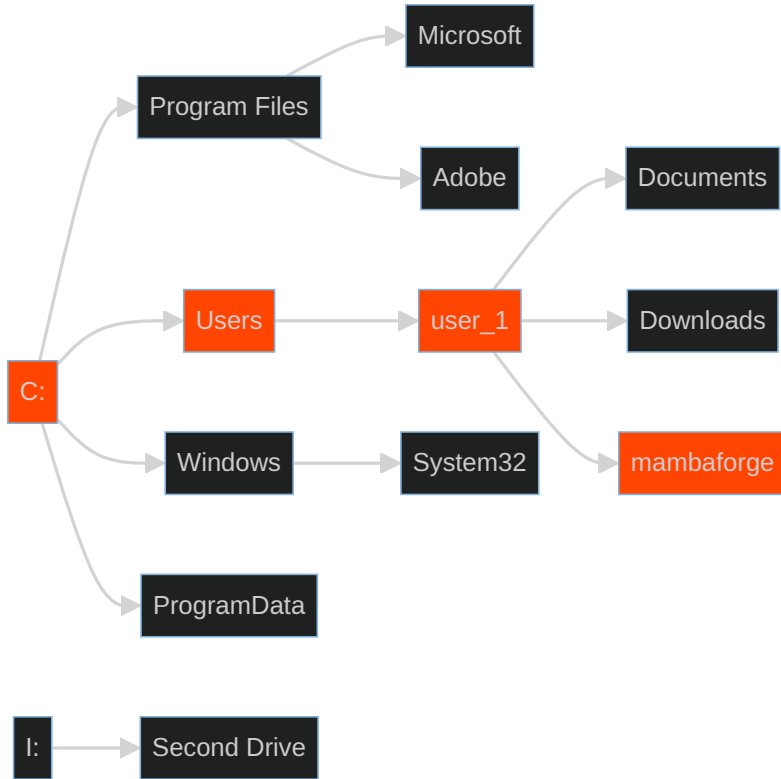 Microsoft
Program Files
Adobe
Documents
Users
user_1
Downloads
C:
Windows
System32
mambaforge
ProgramData
I:
Second Drive